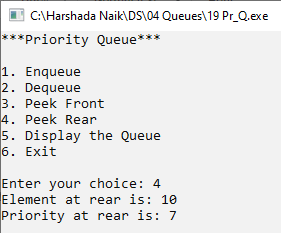 C:\Harshada Naik\DS\04 Queues\19 Pr_Q.exe
***Priority Queue***
1. Enqueue
2. Dequeue
3. Peek Front
4. Peek Rear
5. Display the Queue
6. Exit
Enter your choice: 4
Element at rear is: 10
Priority at rear is: 7